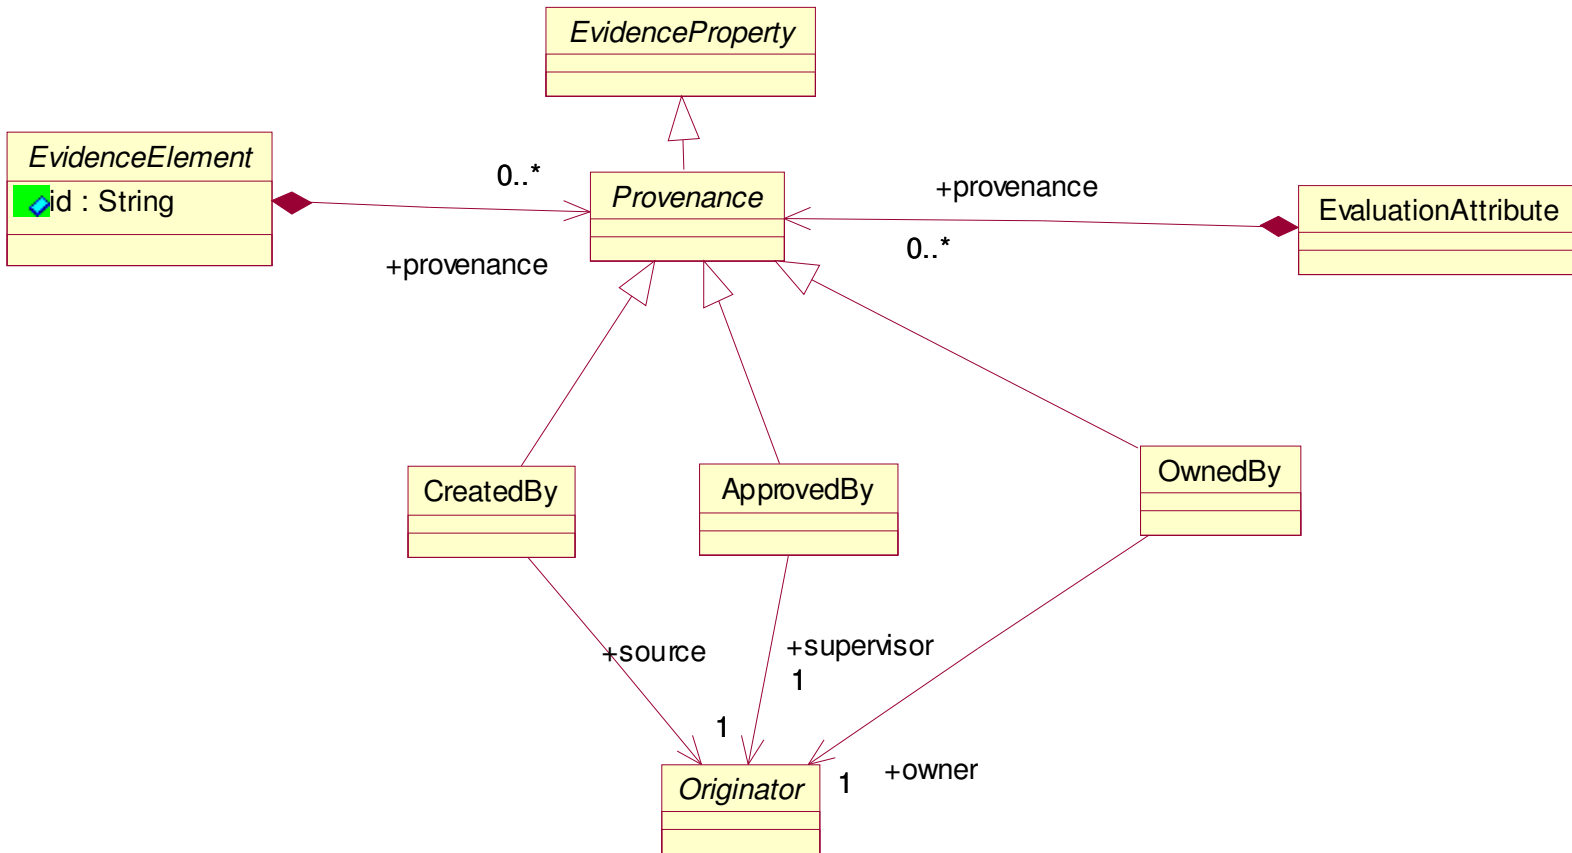 EvidenceProperty
EvidenceElement
id : String
0..*
+provenance
Provenance
+provenance
0..*
EvaluationAttribute
CreatedBy
ApprovedBy
OwnedBy
+source
1
+supervisor
1
+owner
1
Originator